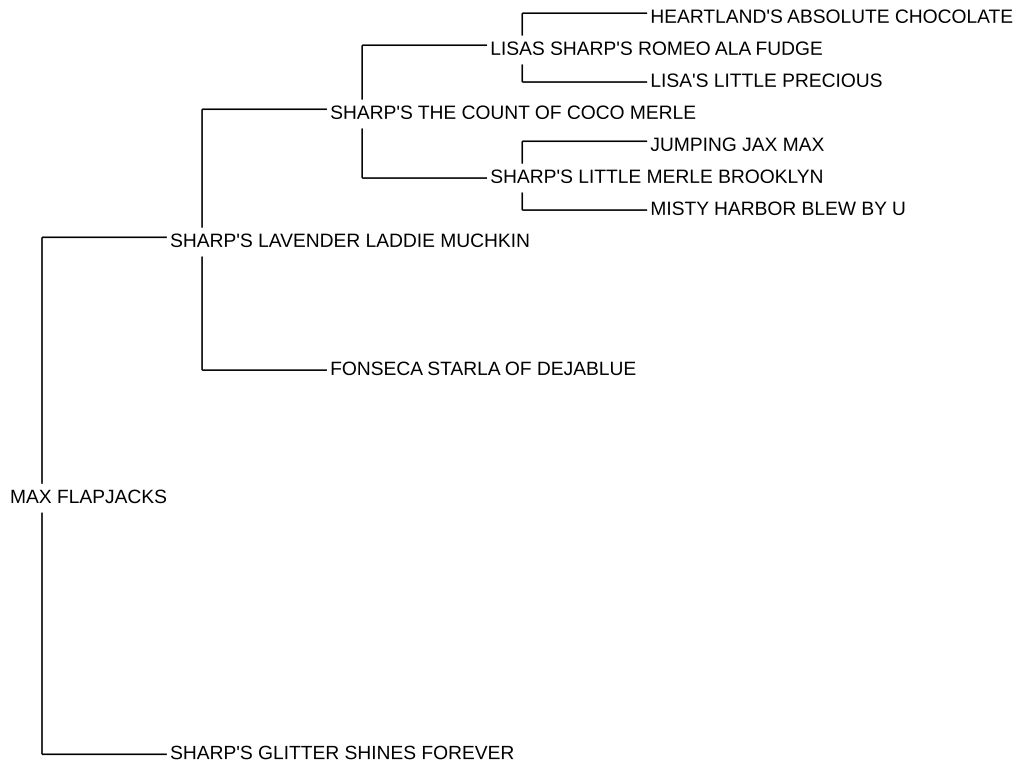 HEARTLAND'S ABSOLUTE CHOCOLATE
LISAS SHARP'S ROMEO ALA FUDGE
LISA'S LITTLE PRECIOUS
SHARP'S THE COUNT OF COCO MERLE
JUMPING JAX MAX
SHARP'S LITTLE MERLE BROOKLYN
MISTY HARBOR BLEW BY U
SHARP'S LAVENDER LADDIE MUCHKIN
FONSECA STARLA OF DEJABLUE
MAX FLAPJACKS
SHARP'S GLITTER SHINES FOREVER